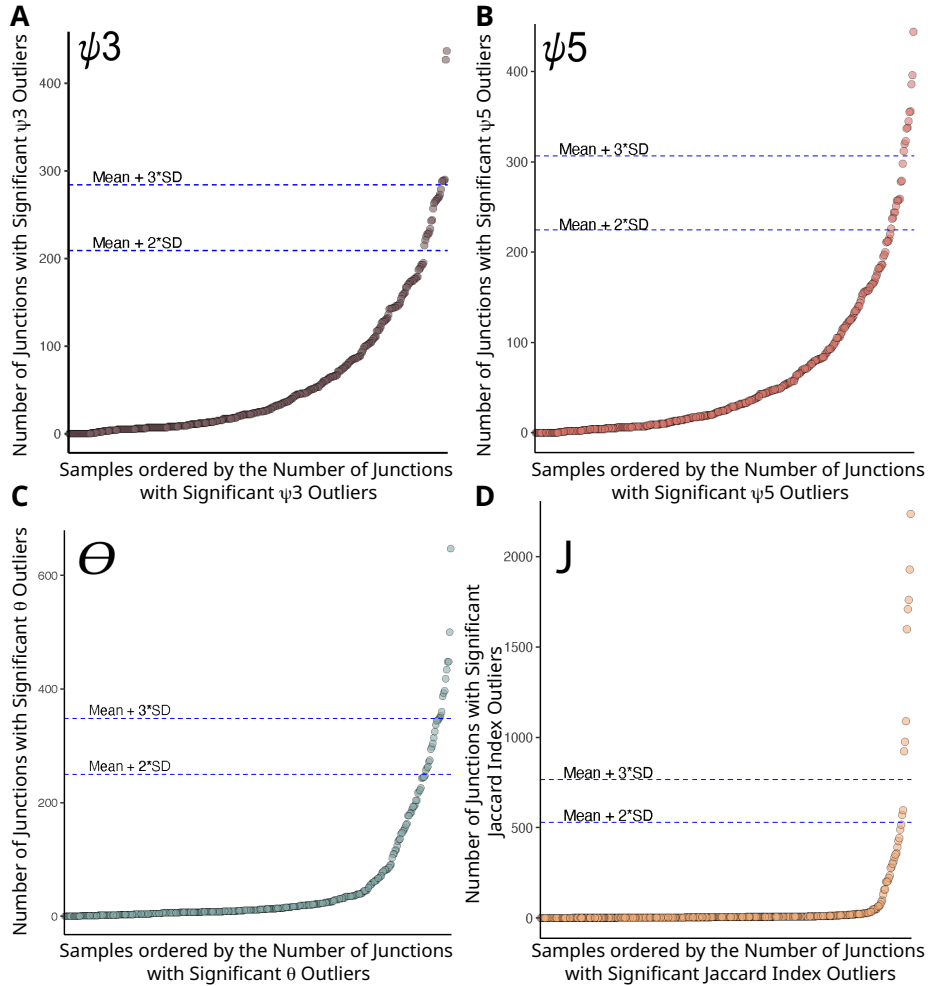 A
Number of Junctions with Significant ψ3 Outliers
ψ3
400
300
200
100
0
Mean + 3*SD
Mean + 2*SD
Samples ordered by the Number of Junctions
with Significant ψ3 Outliers
B
Number of Junctions with Significant ψ5 Outliers
ψ5
400
300
200
100
0
Mean + 3*SD
Mean + 2*SD
Samples ordered by the Number of Junctions
with Significant ψ5 Outliers
C
Number of Junctions with Significant θ Outliers
Θ
600
400
200
0
Mean + 3*SD
Mean + 2*SD
Samples ordered by the Number of Junctions
with Significant θ Outliers
D
Number of Junctions with Significant
Jaccard Index Outliers
J
2000
1500
1000
500
0
Mean + 3*SD
Mean + 2*SD
Samples ordered by the Number of Junctions
with Significant Jaccard Index Outliers